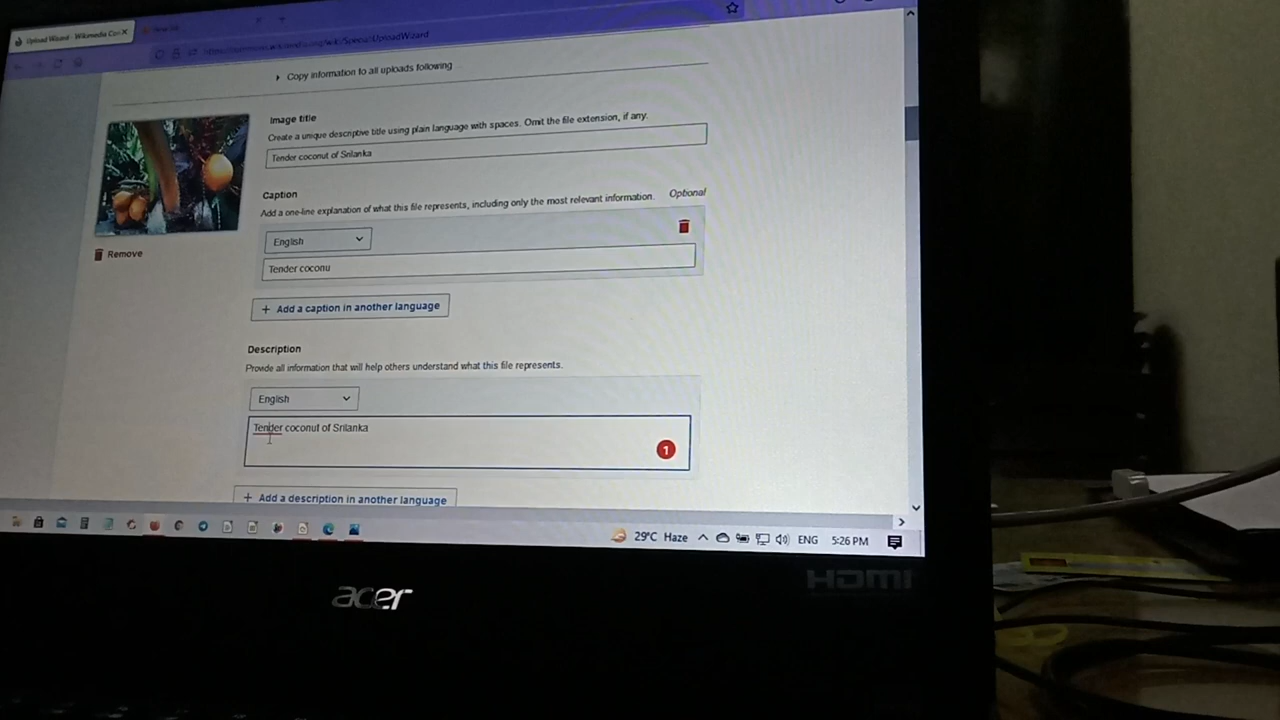 Upload Wizard - Wikimedia Co
Copy information to all uploads following
Image title
Create a unique descriptive title using plain language with spaces. Omit the file extension, if any.
Tender coconut of Srilanka
Caption
Optional
Add a one-line explanation of what this file represents, including only the most relevant information.
English
Tender coconu
Remove
+ Add a caption in another language
Description
Provide all information that will help others understand what this file represents.
English
Tender coconut of Srilanka
1
+ Add a description in another language
29°C Haze
ENG
5:26 PM
acer
HDMI